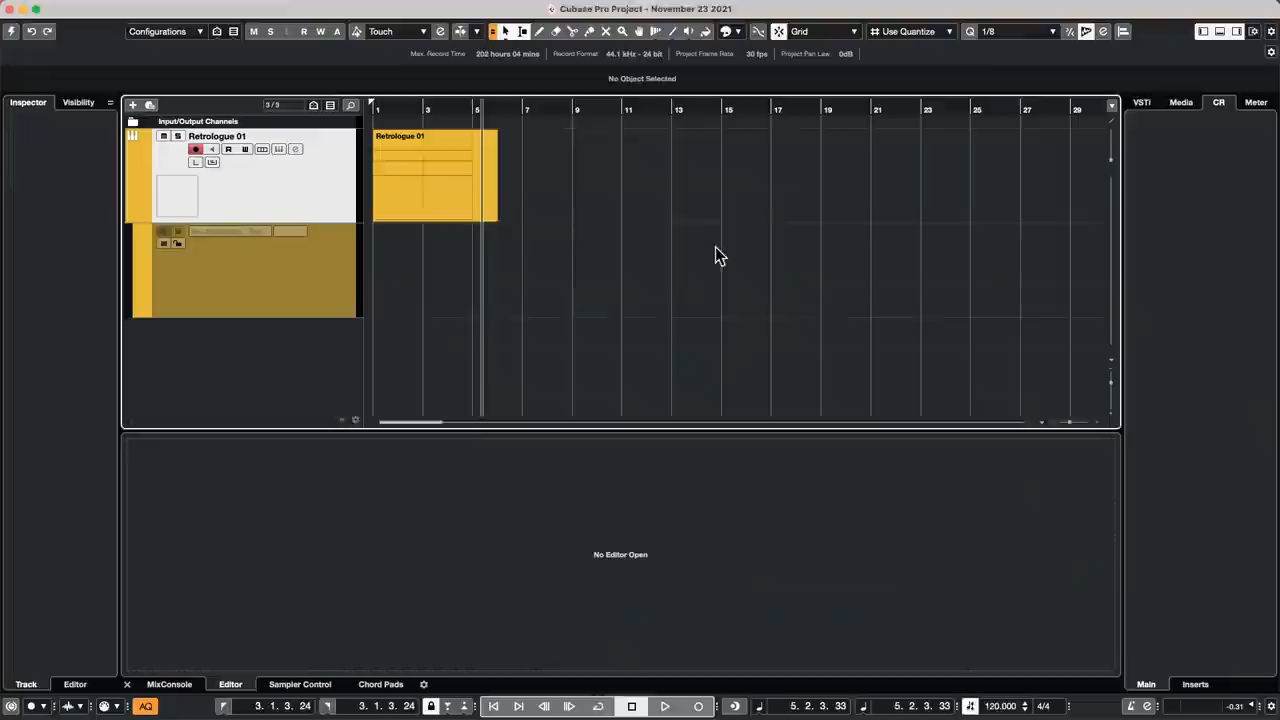 Cubase Pro Project - November 23 2021
Configurations M S L R W A Touch Grid Use Quantize Q 1/8
Max. Record Time 202 hours 04 mins Record Format 44.1 kHz - 24 bit Project Frame Rate 30 fps Project Pan Law 0dB
No Object Selected
Inspector Visibility 3/3 1 3 5 7 9 11 13 15 17 19 21 23 25 27 29 VSTi Media CR Meter
Input/Output Channels
M S Retrologue 01 Retrologue 01
R W
L
No Editor Open
Track Editor MixConsole Editor Sampler Control Chord Pads Main Inserts
AQ 3. 1. 3. 24 3. 1. 3. 24 5. 2. 3. 33 5. 2. 3. 33 120.000 4/4 -0.31